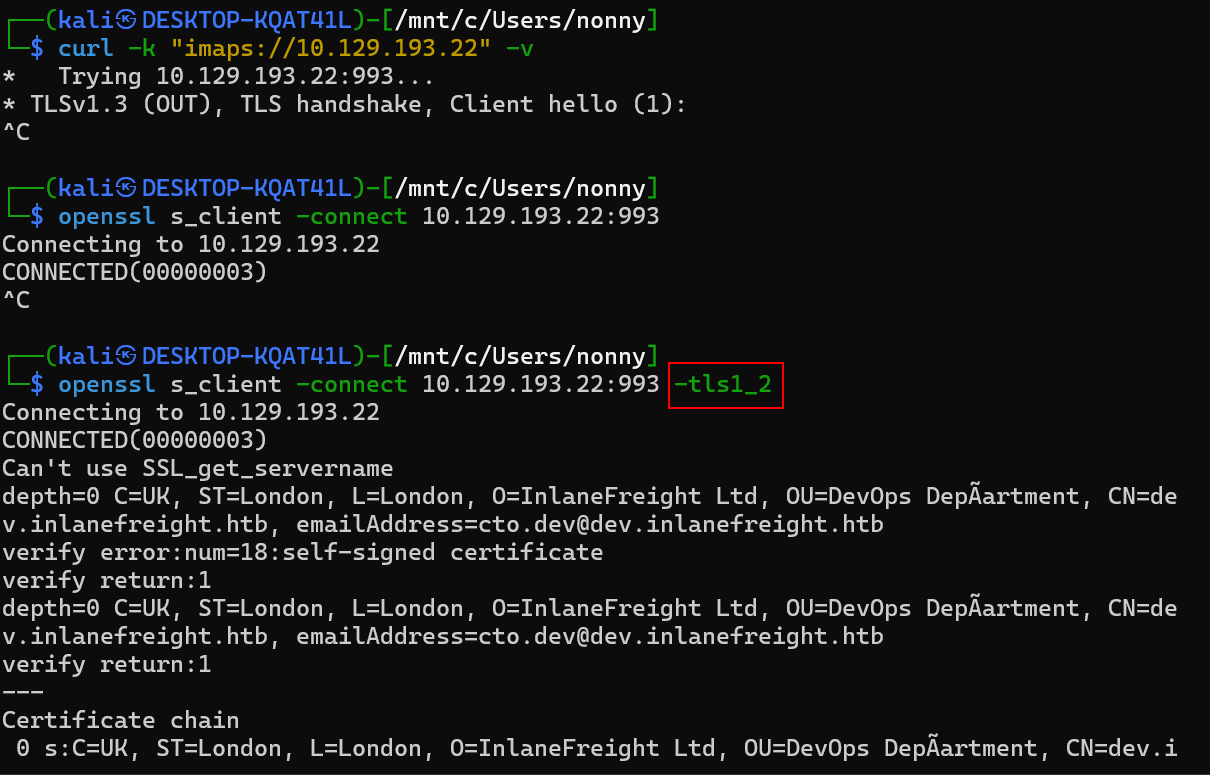 ┌──(kali㉿DESKTOP-KQAT41L)-[/mnt/c/Users/nonny]
└─$ curl -k "imaps://10.129.193.22" -v
*   Trying 10.129.193.22:993...
* TLSv1.3 (OUT), TLS handshake, Client hello (1):
^C
┌──(kali㉿DESKTOP-KQAT41L)-[/mnt/c/Users/nonny]
└─$ openssl s_client -connect 10.129.193.22:993
Connecting to 10.129.193.22
CONNECTED(00000003)
^C
┌──(kali㉿DESKTOP-KQAT41L)-[/mnt/c/Users/nonny]
└─$ openssl s_client -connect 10.129.193.22:993 -tls1_2
Connecting to 10.129.193.22
CONNECTED(00000003)
Can't use SSL_get_servername
depth=0 C=UK, ST=London, L=London, O=InlaneFreight Ltd, OU=DevOps DepÃartment, CN=de
v.inlanefreight.htb, emailAddress=cto.dev@dev.inlanefreight.htb
verify error:num=18:self-signed certificate
verify return:1
depth=0 C=UK, ST=London, L=London, O=InlaneFreight Ltd, OU=DevOps DepÃartment, CN=de
v.inlanefreight.htb, emailAddress=cto.dev@dev.inlanefreight.htb
verify return:1
---
Certificate chain
 0 s:C=UK, ST=London, L=London, O=InlaneFreight Ltd, OU=DevOps DepÃartment, CN=dev.i